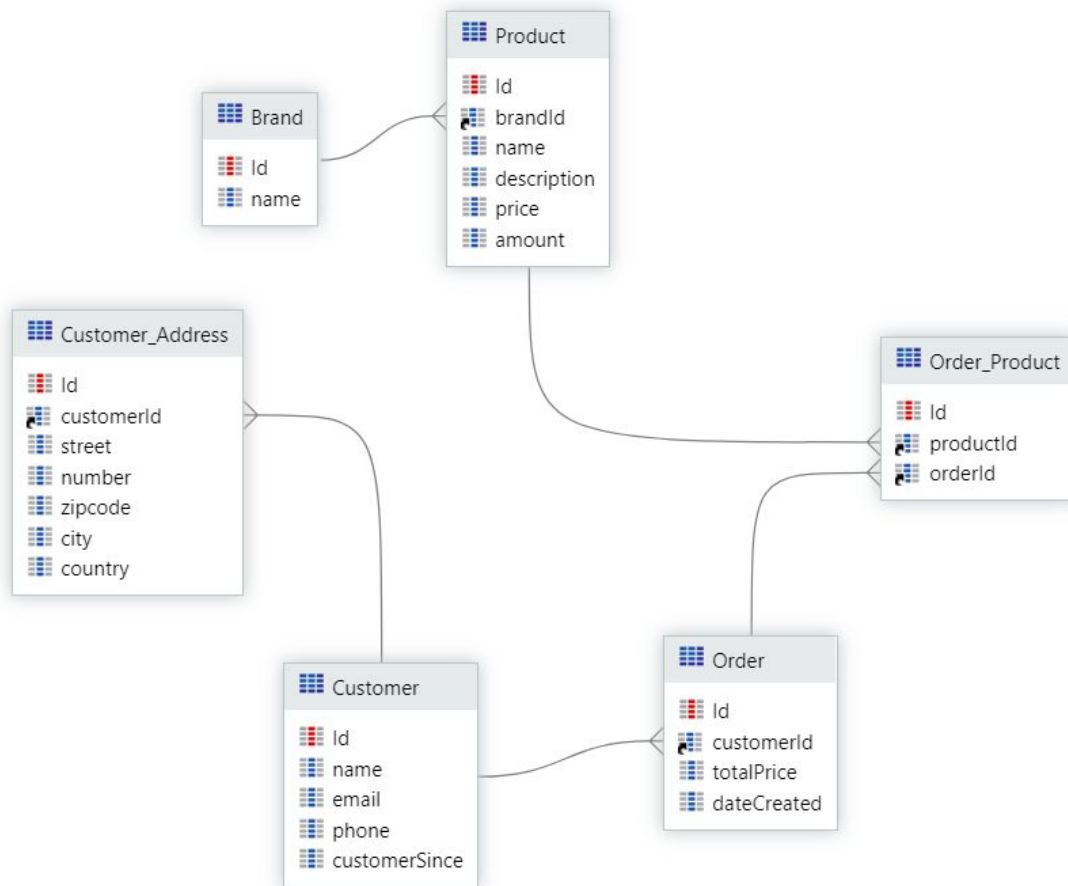 Product
Id
brandId
name
description
price
amount
Brand
Id
name
Customer_Address
Id
customerId
street
number
zipcode
city
country
Order_Product
Id
productId
orderId
Customer
Id
name
email
phone
customerSince
Order
Id
customerId
totalPrice
dateCreated